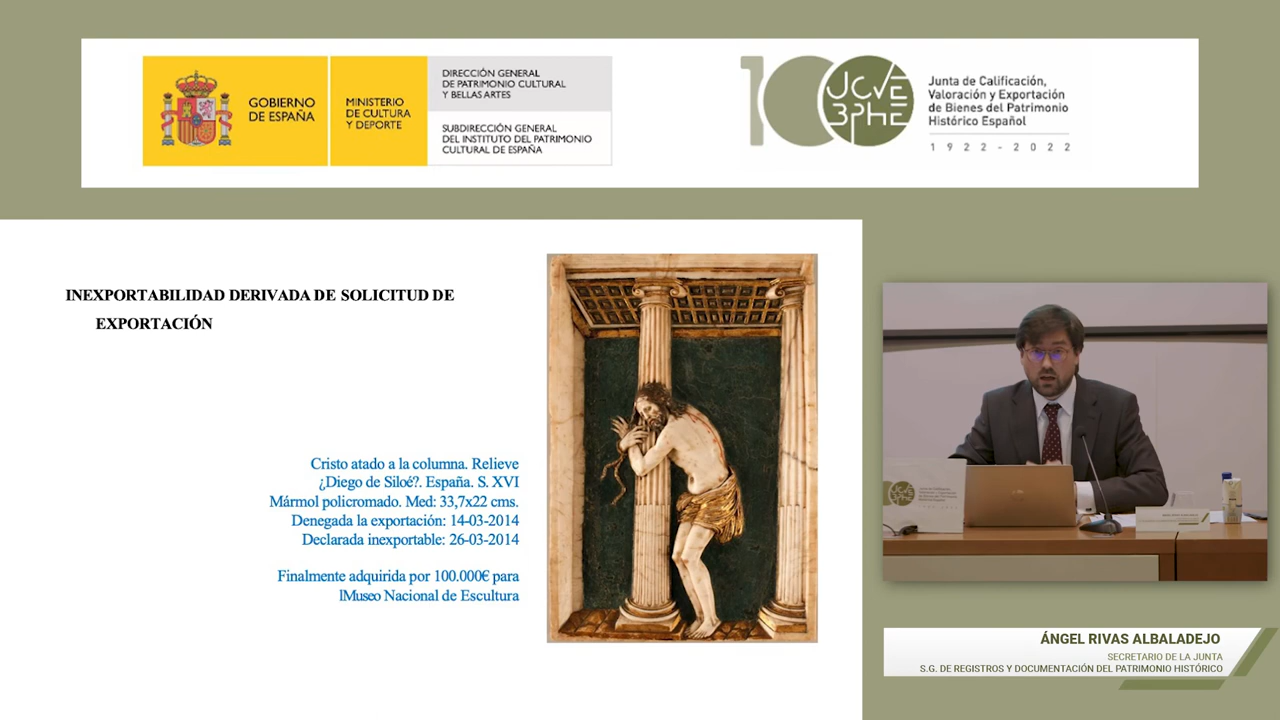 GOBIERNO
DE ESPAÑA
MINISTERIO
DE CULTURA
Y DEPORTE
DIRECCIÓN GENERAL
DE PATRIMONIO CULTURAL
Y BELLAS ARTES
SUBDIRECCIÓN GENERAL
DEL INSTITUTO DEL PATRIMONIO
CULTURAL DE ESPAÑA
100
JCVE
BPHE
Junta de Calificación,
Valoración y Exportación
de Bienes del Patrimonio
Histórico Español
1922-2022
INEXPORTABILIDAD DERIVADA DE SOLICITUD DE
EXPORTACIÓN
Cristo atado a la columna. Relieve
¿Diego de Siloé?. España. S. XVI
Mármol policromado. Med: 33,7x22 cms.
Denegada la exportación: 14-03-2014
Declarada inexportable: 26-03-2014
Finalmente adquirida por 100.000€ para
lMuseo Nacional de Escultura
ÁNGEL RIVAS ALBALADEJO
SECRETARIO DE LA JUNTA
S.G. DE REGISTROS Y DOCUMENTACIÓN DEL PATRIMONIO HISTÓRICO